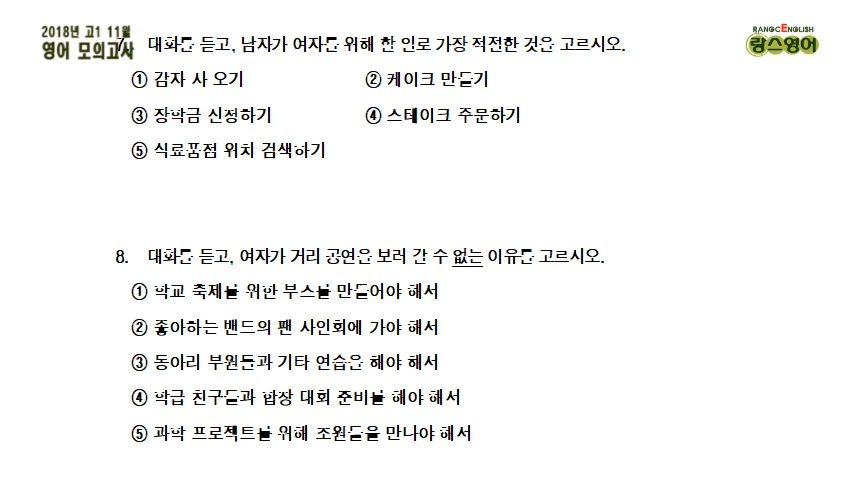 2018년 고1 11월
영어 모의고사
7. 대화를 듣고, 남자가 여자를 위해 한 일로 가장 적절한 것을 고르시오.
RANGCENGLISH
랑스영어
① 감자 사 오기 ② 케이크 만들기
③ 장학금 신청하기 ④ 스테이크 주문하기
⑤ 식료품점 위치 검색하기
8. 대화를 듣고, 여자가 거리 공연을 보러 갈 수 없는 이유를 고르시오.
① 학교 축제를 위한 부스를 만들어야 해서
② 좋아하는 밴드의 팬 사인회에 가야 해서
③ 동아리 부원들과 기타 연습을 해야 해서
④ 학급 친구들과 합창 대회 준비를 해야 해서
⑤ 과학 프로젝트를 위해 조원들을 만나야 해서